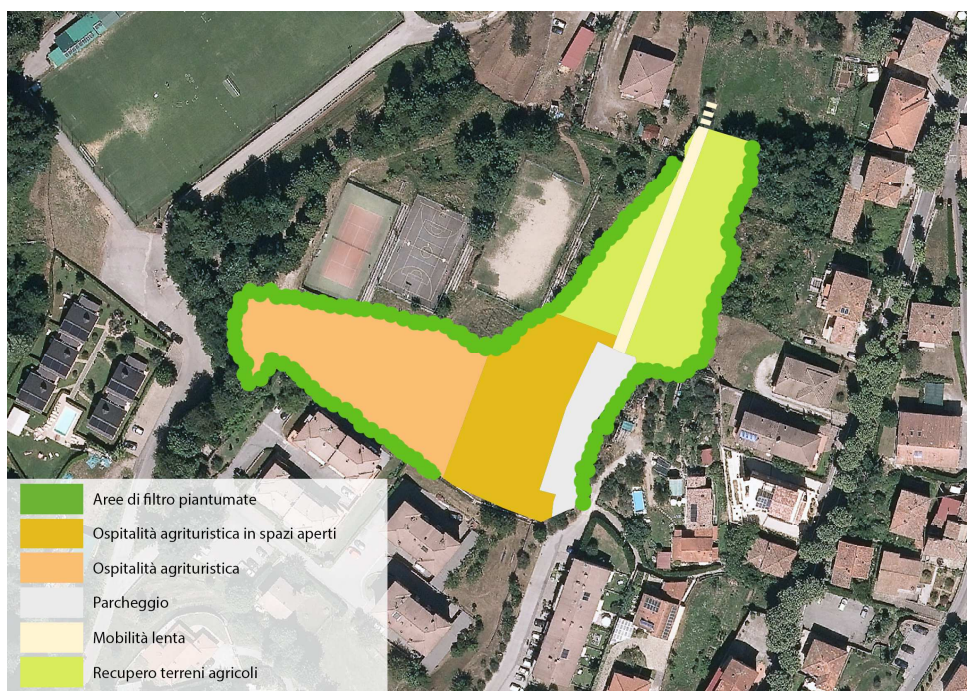 Aree di filtro piantumate
Ospitalità agrituristica in spazi aperti
Ospitalità agrituristica
Parcheggio
Mobilità lenta
Recupero terreni agricoli